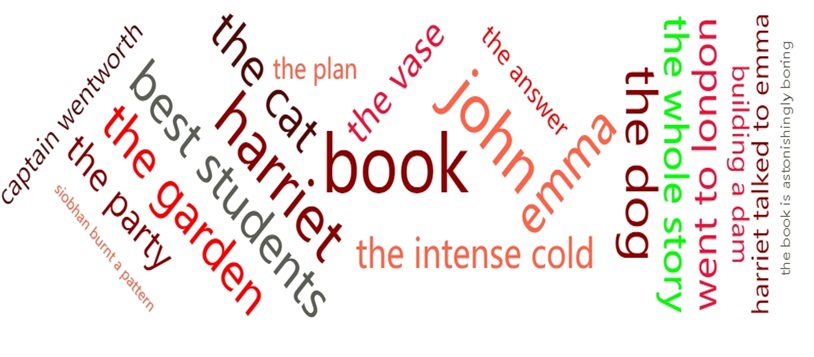 captain wentworth
the party
siobhan burnt a pattern
the garden
best students
the cat
harriet
the plan
the vase
book
the intense cold
john
the answer
emma
the dog
the whole story
went to london
building a dam
harriet talked to emma
the book is astonishingly boring